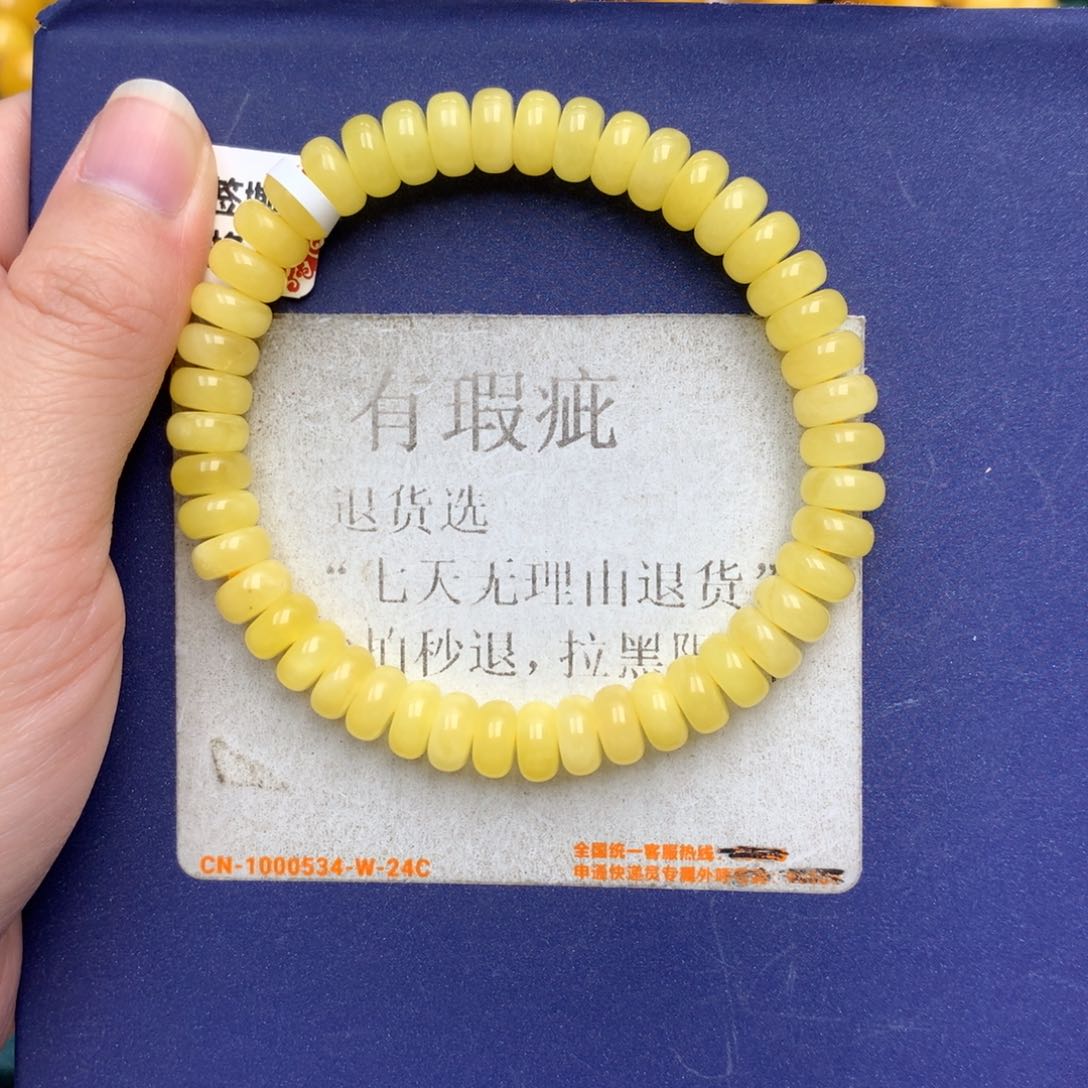 有瑕疵
退货选
“七天无理由退货”
拍秒退，拉黑
CN-1000534-W-24C
全国统一客服热线
申通快递员专属外